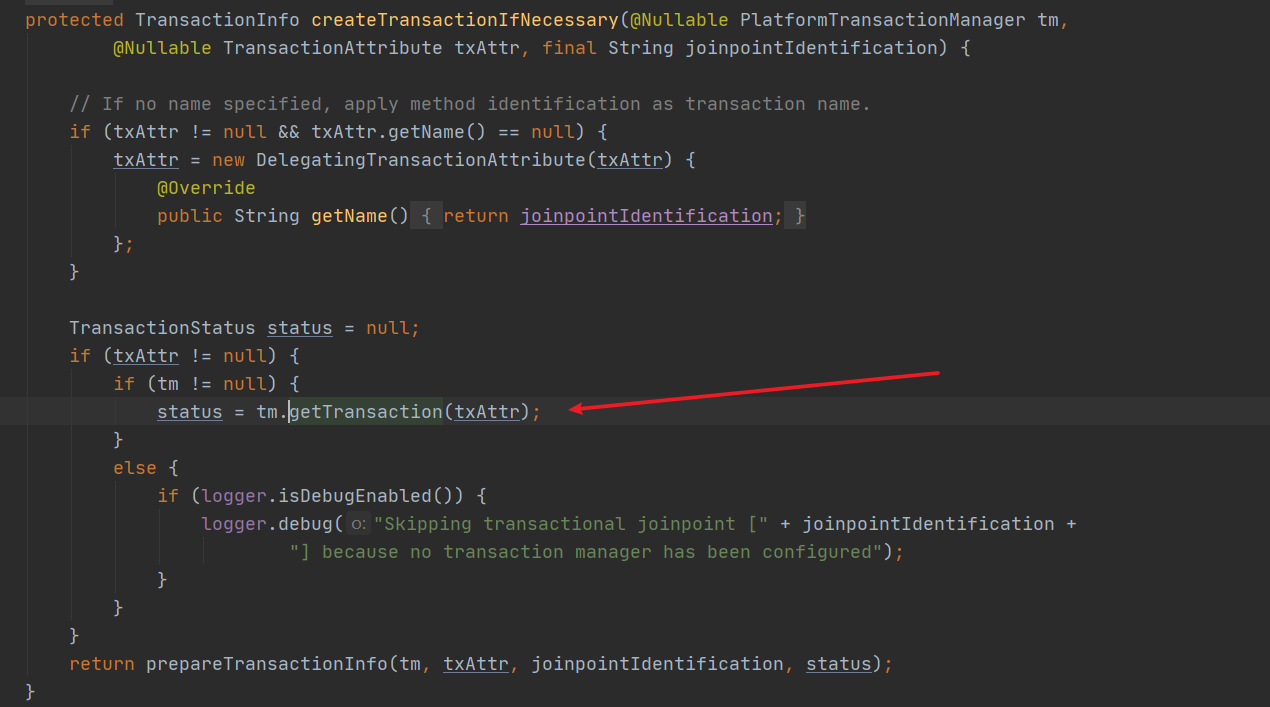 protected TransactionInfo createTransactionIfNecessary(@Nullable PlatformTransactionManager tm,
        @Nullable TransactionAttribute txAttr, final String joinpointIdentification) {
    // If no name specified, apply method identification as transaction name.
    if (txAttr != null && txAttr.getName() == null) {
        txAttr = new DelegatingTransactionAttribute(txAttr) {
            @Override
            public String getName() { return joinpointIdentification; }
        };
    }
    TransactionStatus status = null;
    if (txAttr != null) {
        if (tm != null) {
            status = tm.getTransaction(txAttr);
        }
        else {
            if (logger.isDebugEnabled()) {
                logger.debug( o: "Skipping transactional joinpoint [" + joinpointIdentification +
                        "] because no transaction manager has been configured");
            }
        }
    }
    return prepareTransactionInfo(tm, txAttr, joinpointIdentification, status);
}